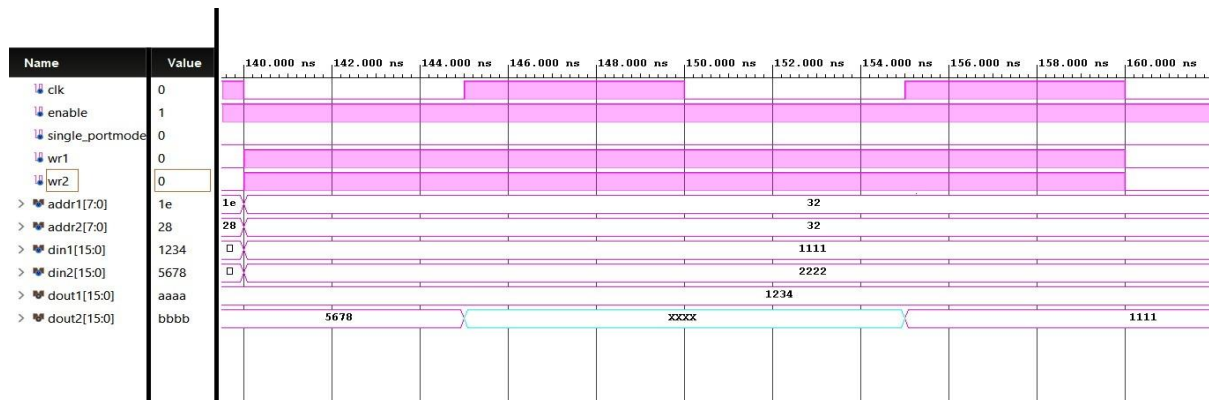 Name Value 140.000 ns 142.000 ns 144.000 ns 146.000 ns 148.000 ns 150.000 ns 152.000 ns 154.000 ns 156.000 ns 158.000 ns 160.000 ns
clk 0
enable 1
single_portmode 0
wr1 0
wr2 0
addr1[7:0] 1e 1e 32
addr2[7:0] 28 28 32
din1[15:0] 1234 1111
din2[15:0] 5678 2222
dout1[15:0] aaaa 1234
dout2[15:0] bbbb 5678 XXXX 1111